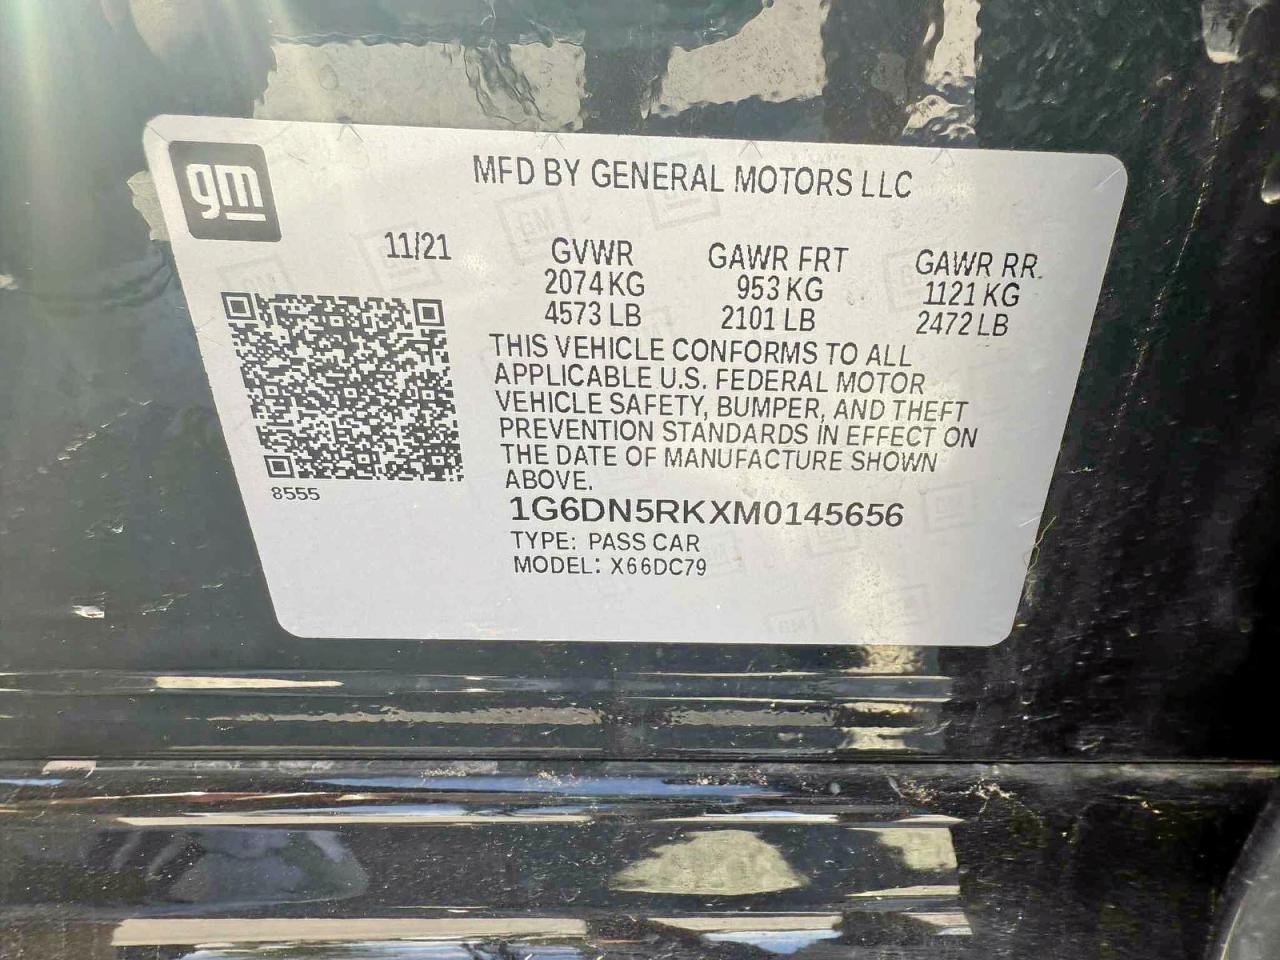 gm
MFD BY GENERAL MOTORS LLC
11/21
GVWR
2074 KG
4573 LB
GAWR FRT
953 KG
2101 LB
GAWR RR.
1121 KG
2472 LB
THIS VEHICLE CONFORMS TO ALL
APPLICABLE U.S. FEDERAL MOTOR
VEHICLE SAFETY, BUMPER, AND THEFT
PREVENTION STANDARDS IN EFFECT ON
THE DATE OF MANUFACTURE SHOWN
ABOVE.
8555
1G6DN5RKXM0145656
TYPE: PASS CAR
MODEL: X66DC79